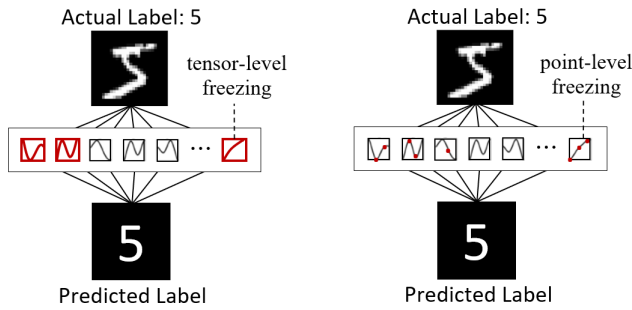 Actual Label: 5
tensor-level
freezing
...
5
Predicted Label
Actual Label: 5
point-level
freezing
...
5
Predicted Label